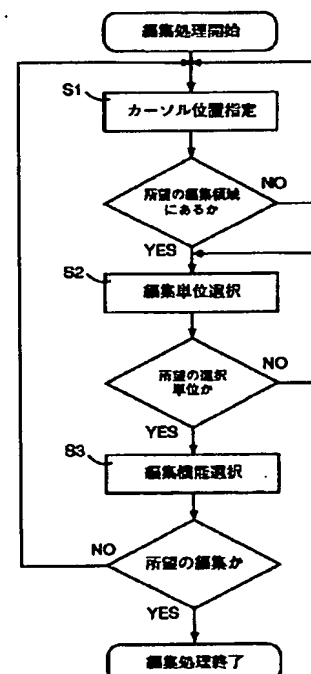 編集処理開始
S1
カーソル位置指定
所望の編集領域
にあるか
NO
YES
S2
編集単位選択
所望の選択
単位か
NO
YES
S3
編集機能選択
NO
所望の編集か
YES
編集処理終了